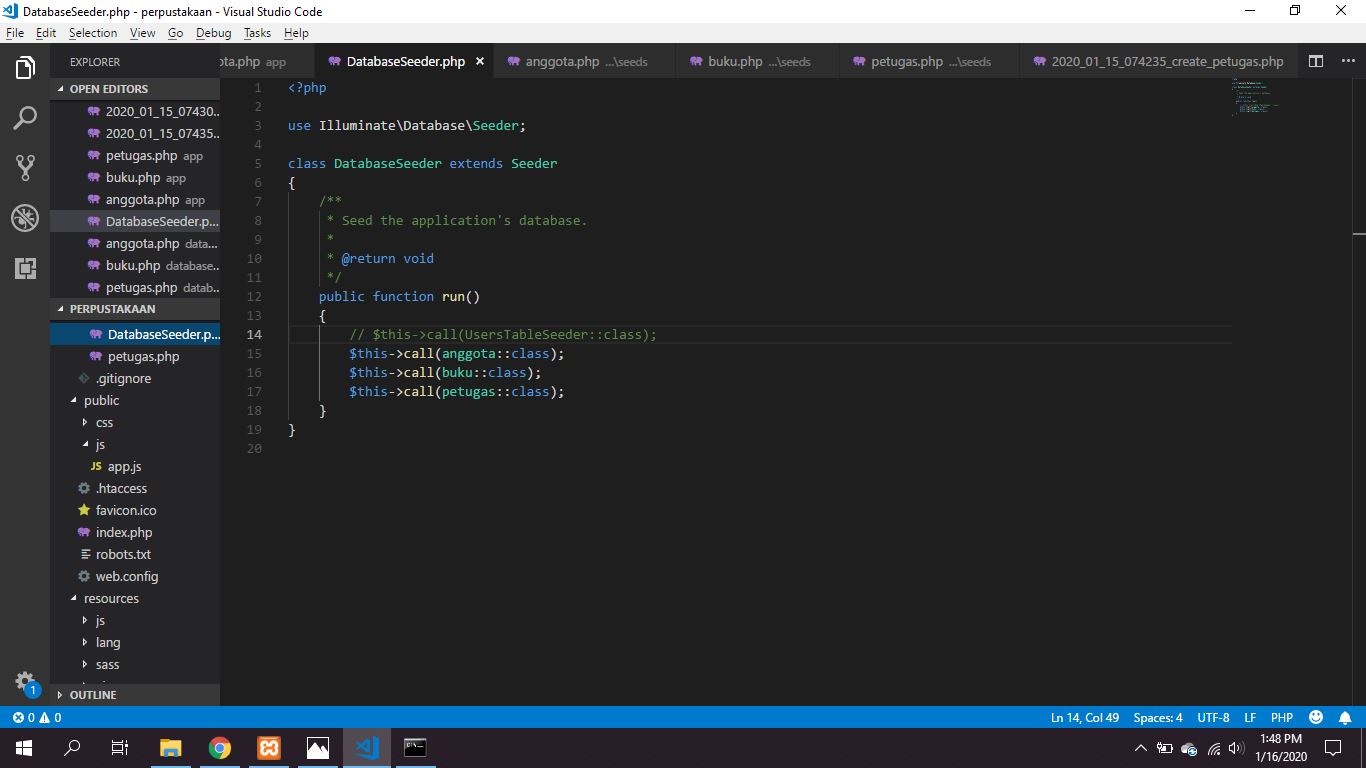 DatabaseSeeder.php - perpustakaan - Visual Studio Code
File Edit Selection View Go Debug Tasks Help
EXPLORER
ota.php app
DatabaseSeeder.php
anggota.php ...\seeds
buku.php ...\seeds
petugas.php ...\seeds
2020_01_15_074235_create_petugas.php
OPEN EDITORS
2020_01_15_07430...
2020_01_15_07435...
petugas.php app
buku.php app
anggota.php app
DatabaseSeeder.p...
anggota.php data...
buku.php database...
petugas.php datab...
PERPUSTAKAAN
DatabaseSeeder.p...
petugas.php
.gitignore
public
css
js
JS app.js
.htaccess
favicon.ico
index.php
robots.txt
web.config
resources
js
lang
sass
OUTLINE
1 <?php
2
3 use Illuminate\Database\Seeder;
4
5 class DatabaseSeeder extends Seeder
6 {
7 /**
8 * Seed the application's database.
9 *
10 * @return void
11 */
12 public function run()
13 {
14 // $this->call(UsersTableSeeder::class);
15 $this->call(anggota::class);
16 $this->call(buku::class);
17 $this->call(petugas::class);
18 }
19 }
20
1
0 0
Ln 14, Col 49 Spaces: 4 UTF-8 LF PHP
1:48 PM
1/16/2020